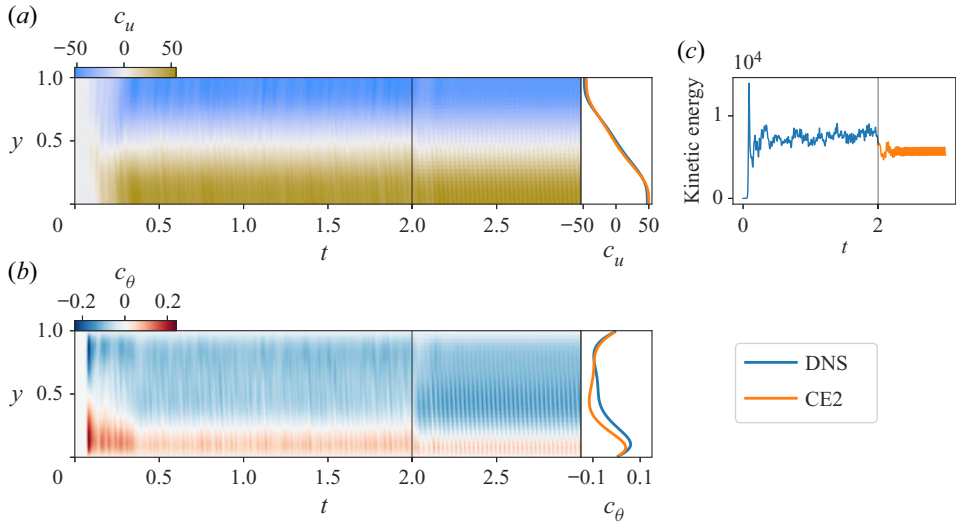 (a)
c_u
−50 0 50
1.0
y 0.5
0 0.5 1.0 1.5 2.0 2.5 −50 0 50
t c_u
(c)
10^4
Kinetic energy
1
0
0 2
t
(b)
c_θ
−0.2 0 0.2
1.0
y 0.5
0 0.5 1.0 1.5 2.0 2.5 −0.1 0.1
t c_θ
DNS
CE2